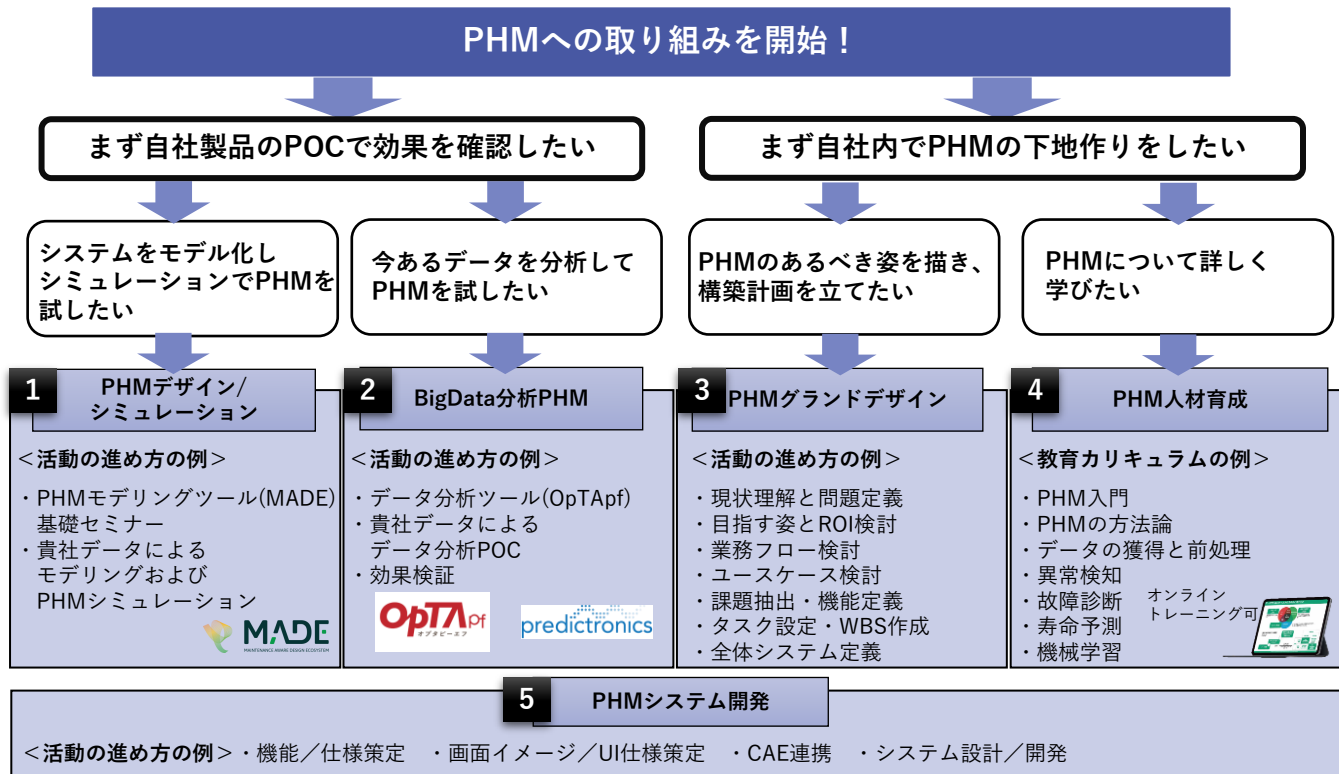 PHMへの取り組みを開始！
まず自社製品のPOCで効果を確認したい
まず自社内でPHMの下地作りをしたい
システムをモデル化し
シミュレーションでPHMを
試したい
今あるデータを分析して
PHMを試したい
PHMのあるべき姿を描き、
構築計画を立てたい
PHMについて詳しく
学びたい
1
PHMデザイン/
シミュレーション
＜活動の進め方の例＞
・PHMモデリングツール(MADE)
基礎セミナー
・貴社データによる
モデリングおよび
PHMシミュレーション
MADE
MAINTENANCE AWARE DESIGN ECOSYSTEM
2
BigData分析PHM
＜活動の進め方の例＞
・データ分析ツール(OpTApf)
・貴社データによる
データ分析POC
・効果検証
OpTApf
オプタピーエフ
predictronics
3
PHMグランドデザイン
＜活動の進め方の例＞
・現状理解と問題定義
・目指す姿とROI検討
・業務フロー検討
・ユースケース検討
・課題抽出・機能定義
・タスク設定・WBS作成
・全体システム定義
4
PHM人材育成
＜教育カリキュラムの例＞
・PHM入門
・PHMの方法論
・データの獲得と前処理
・異常検知
・故障診断
・寿命予測
・機械学習
オンライン
トレーニング可
5
PHMシステム開発
＜活動の進め方の例＞・機能／仕様策定　・画面イメージ／UI仕様策定　・CAE連携　・システム設計／開発